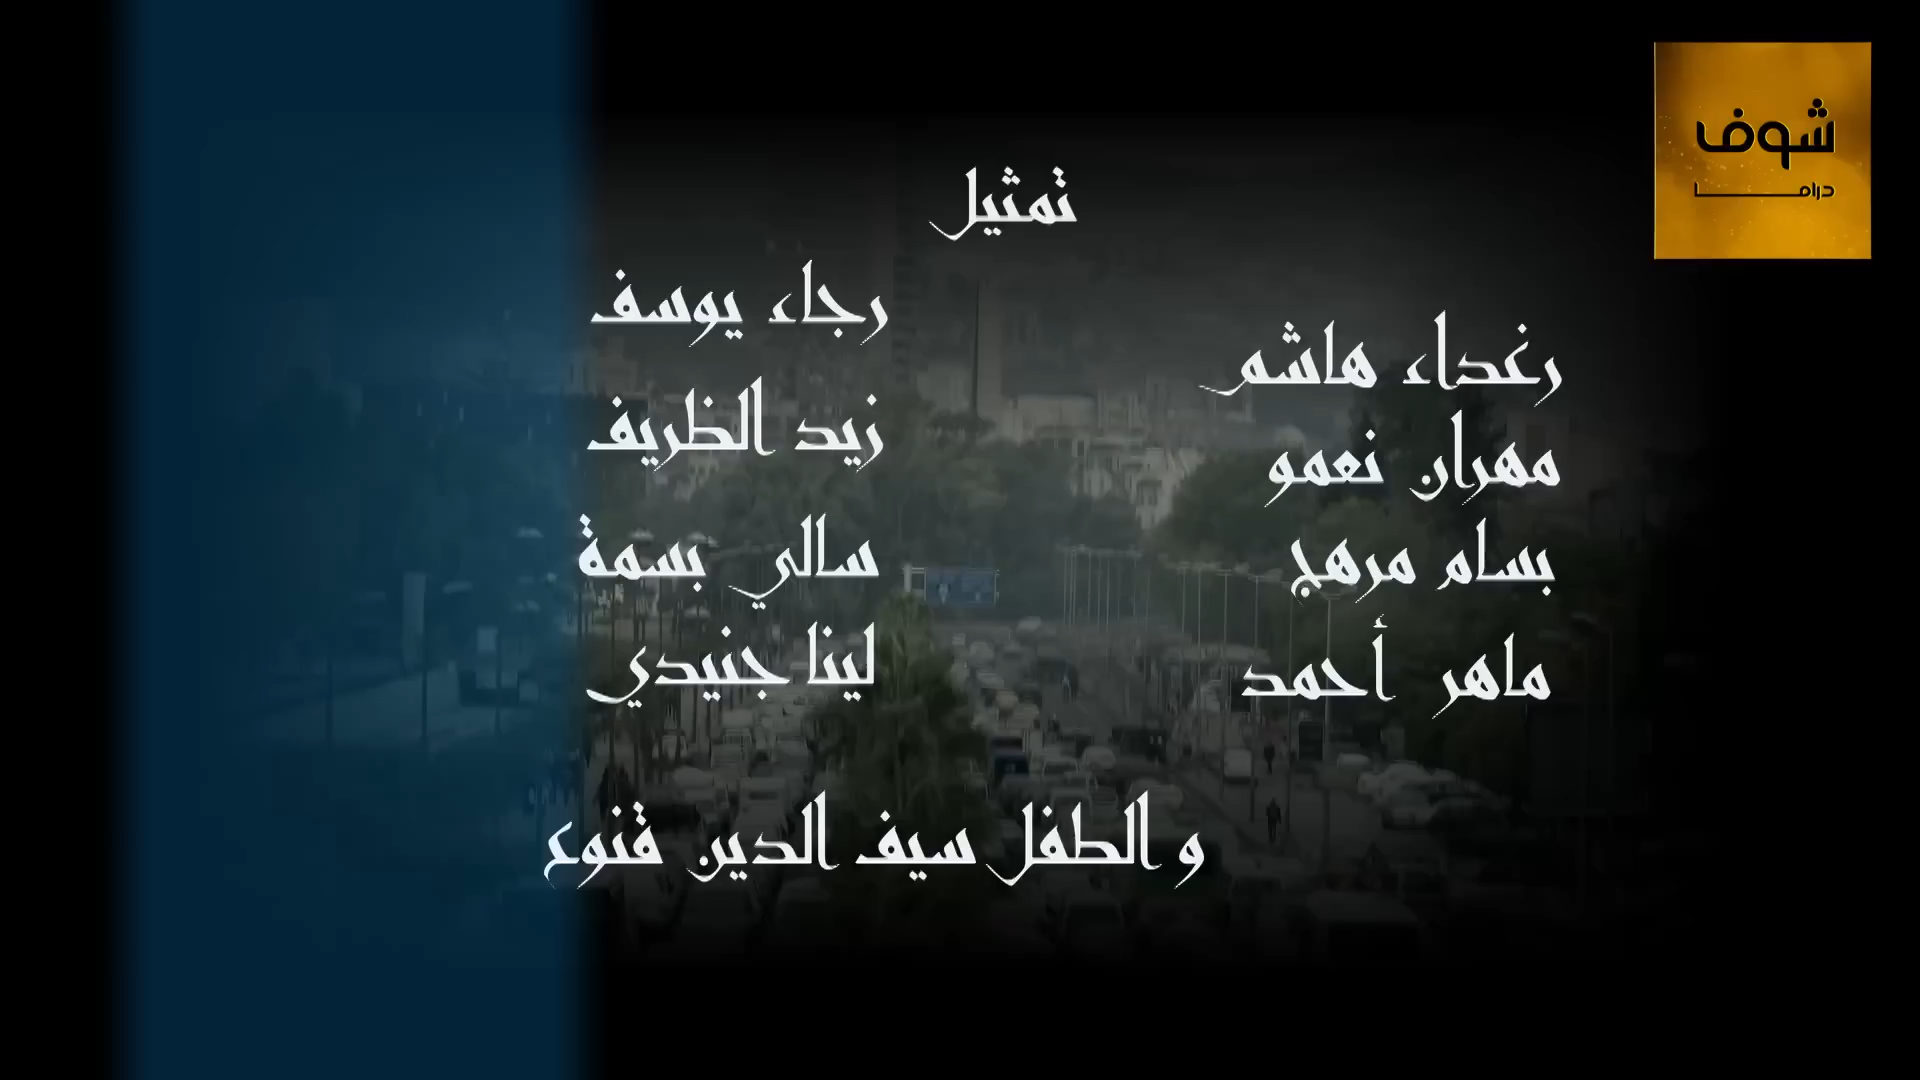 شوف
دراما
تمثيل
رغداء هاشم
مهران نعمو
بسام مرهج
ماهر أحمد
رجاء يوسف
زيد الظريف
سالي بسمة
لينا جنيدي
و الطفل سيف الدين قنوع